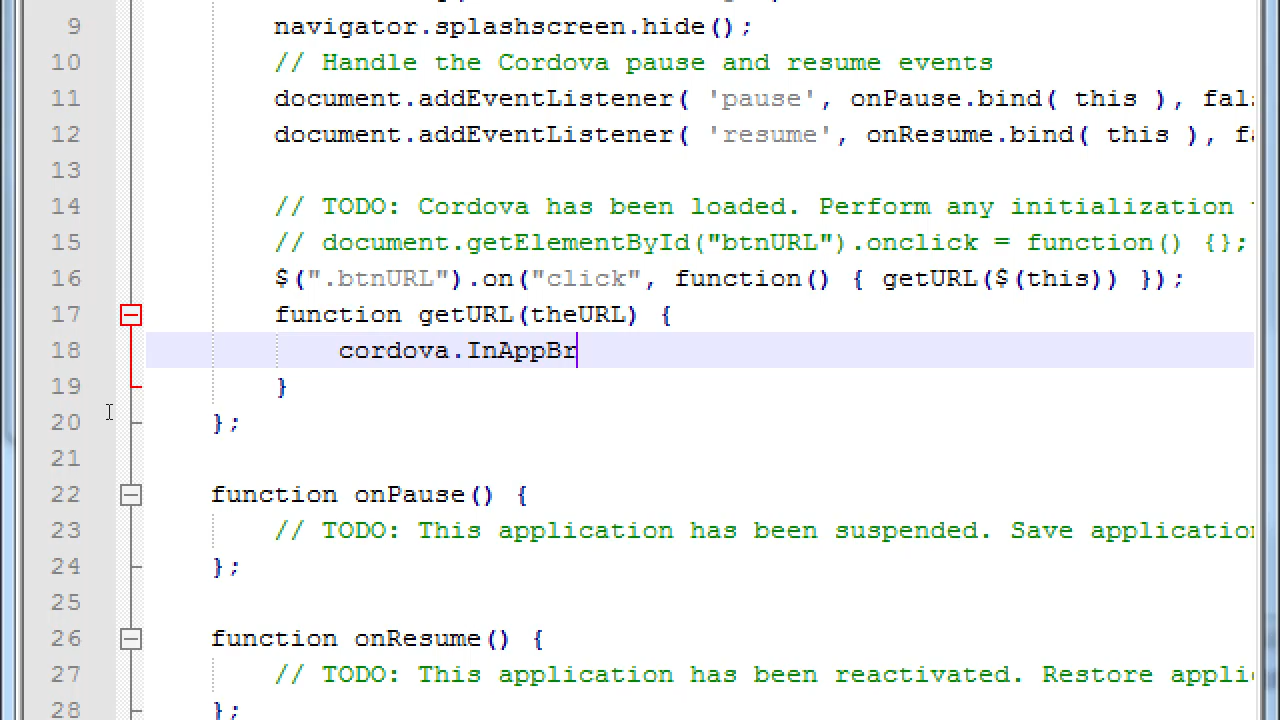 9 navigator.splashscreen.hide();
10 // Handle the Cordova pause and resume events
11 document.addEventListener( 'pause', onPause.bind( this ), fal
12 document.addEventListener( 'resume', onResume.bind( this ), f
13
14 // TODO: Cordova has been loaded. Perform any initialization
15 // document.getElementById("btnURL").onclick = function() {};
16 $(".btnURL").on("click", function() { getURL($(this)) });
17 function getURL(theURL) {
18 cordova.InAppBr
19 }
20 };
21
22 function onPause() {
23 // TODO: This application has been suspended. Save application
24 };
25
26 function onResume() {
27 // TODO: This application has been reactivated. Restore appli
28 };